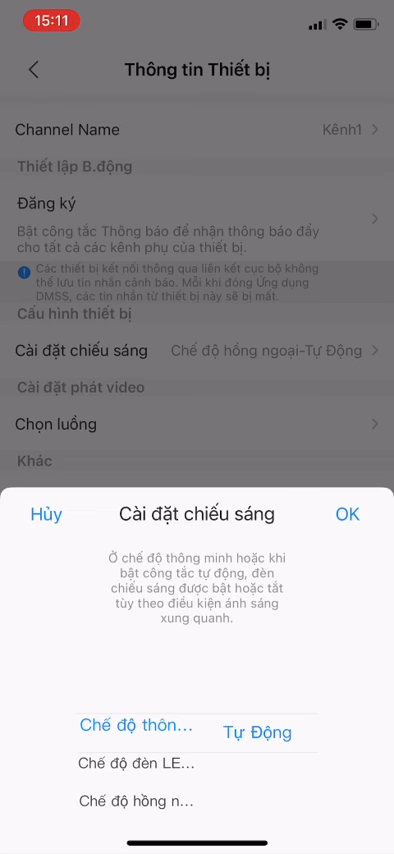 15:11
Thông tin Thiết bị
Channel Name
Kênh1
Thiết lập B.động
Đăng ký
Bật công tắc Thông báo để nhận thông báo đẩy
cho tất cả các kênh phụ của thiết bị.
Các thiết bị kết nối thông qua liên kết cục bộ không
thể lưu tin nhắn cảnh báo. Mỗi khi đóng Ứng dụng
DMSS, các tin nhắn từ thiết bị này sẽ bị mất.
Cấu hình thiết bị
Cài đặt chiếu sáng
Chế độ hồng ngoại-Tự Động
Cài đặt phát video
Chọn luồng
Khác
Hủy
Cài đặt chiếu sáng
OK
Ở chế độ thông minh hoặc khi
bật công tắc tự động, đèn
chiếu sáng được bật hoặc tắt
tùy theo điều kiện ánh sáng
xung quanh.
Chế độ thôn...
Tự Động
Chế độ đèn LE...
Chế độ hồng n...